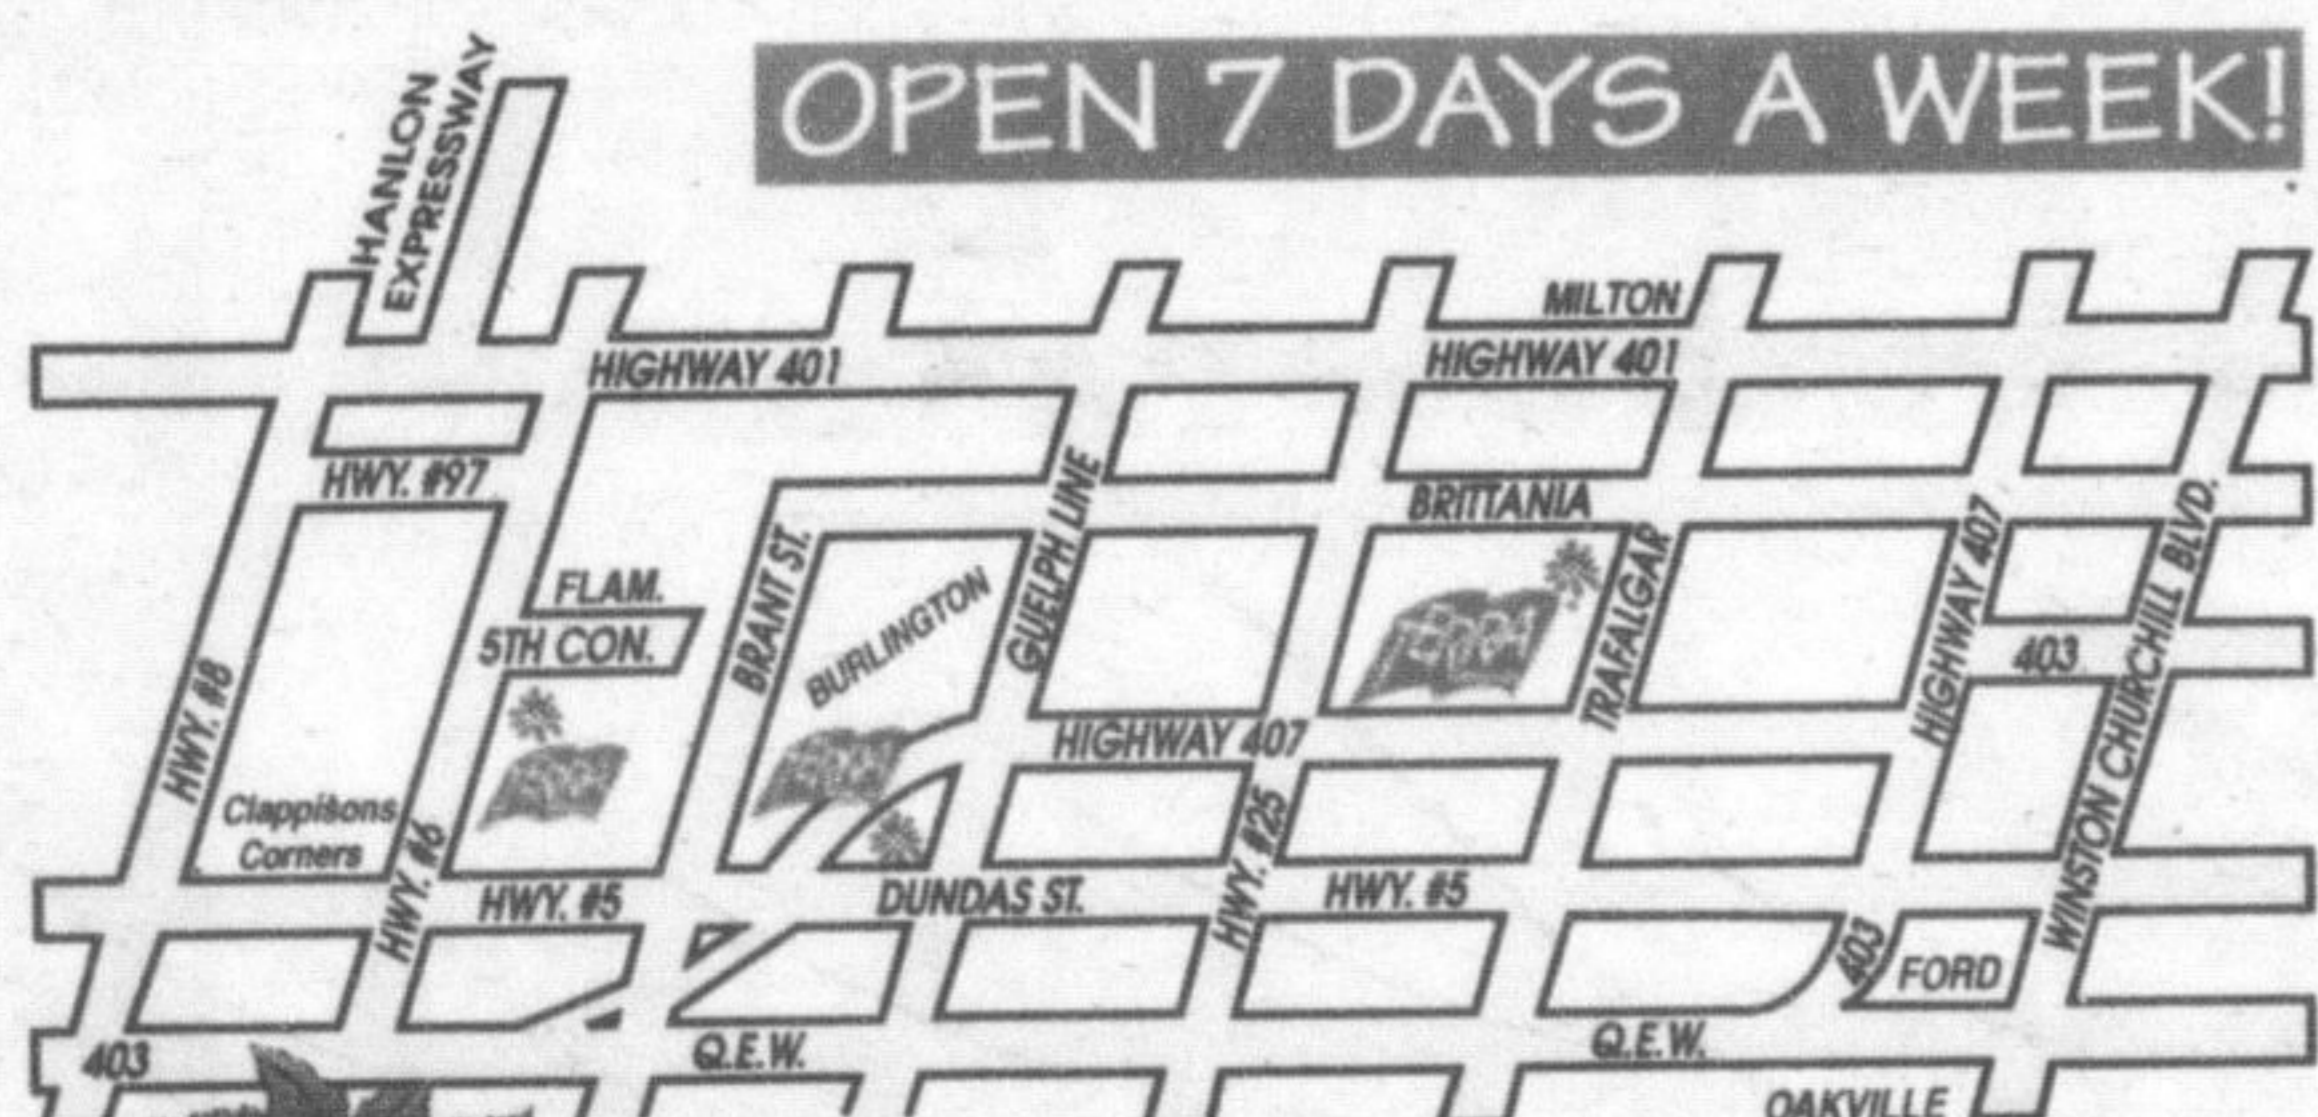 OPEN 7 DAYS A WEEK!
HANLON
EXPRESSWAY
MILTON
HIGHWAY 401
HIGHWAY 401
HWY. #97
BRITTANIA
FLAM.
5TH CON.
BRANT ST.
BURLINGTON
GUELPH LINE
TRAFALGAR
HIGHWAY 407
WINSTON CHURCHILL BLVD.
403
HWY. #8
HIGHWAY 407
Clappisons
Corners
HWY. #6
HWY. #25
HWY. #5
DUNDAS ST.
HWY. #5
403
FORD
403
Q.E.W.
Q.E.W.
OAKVILLE